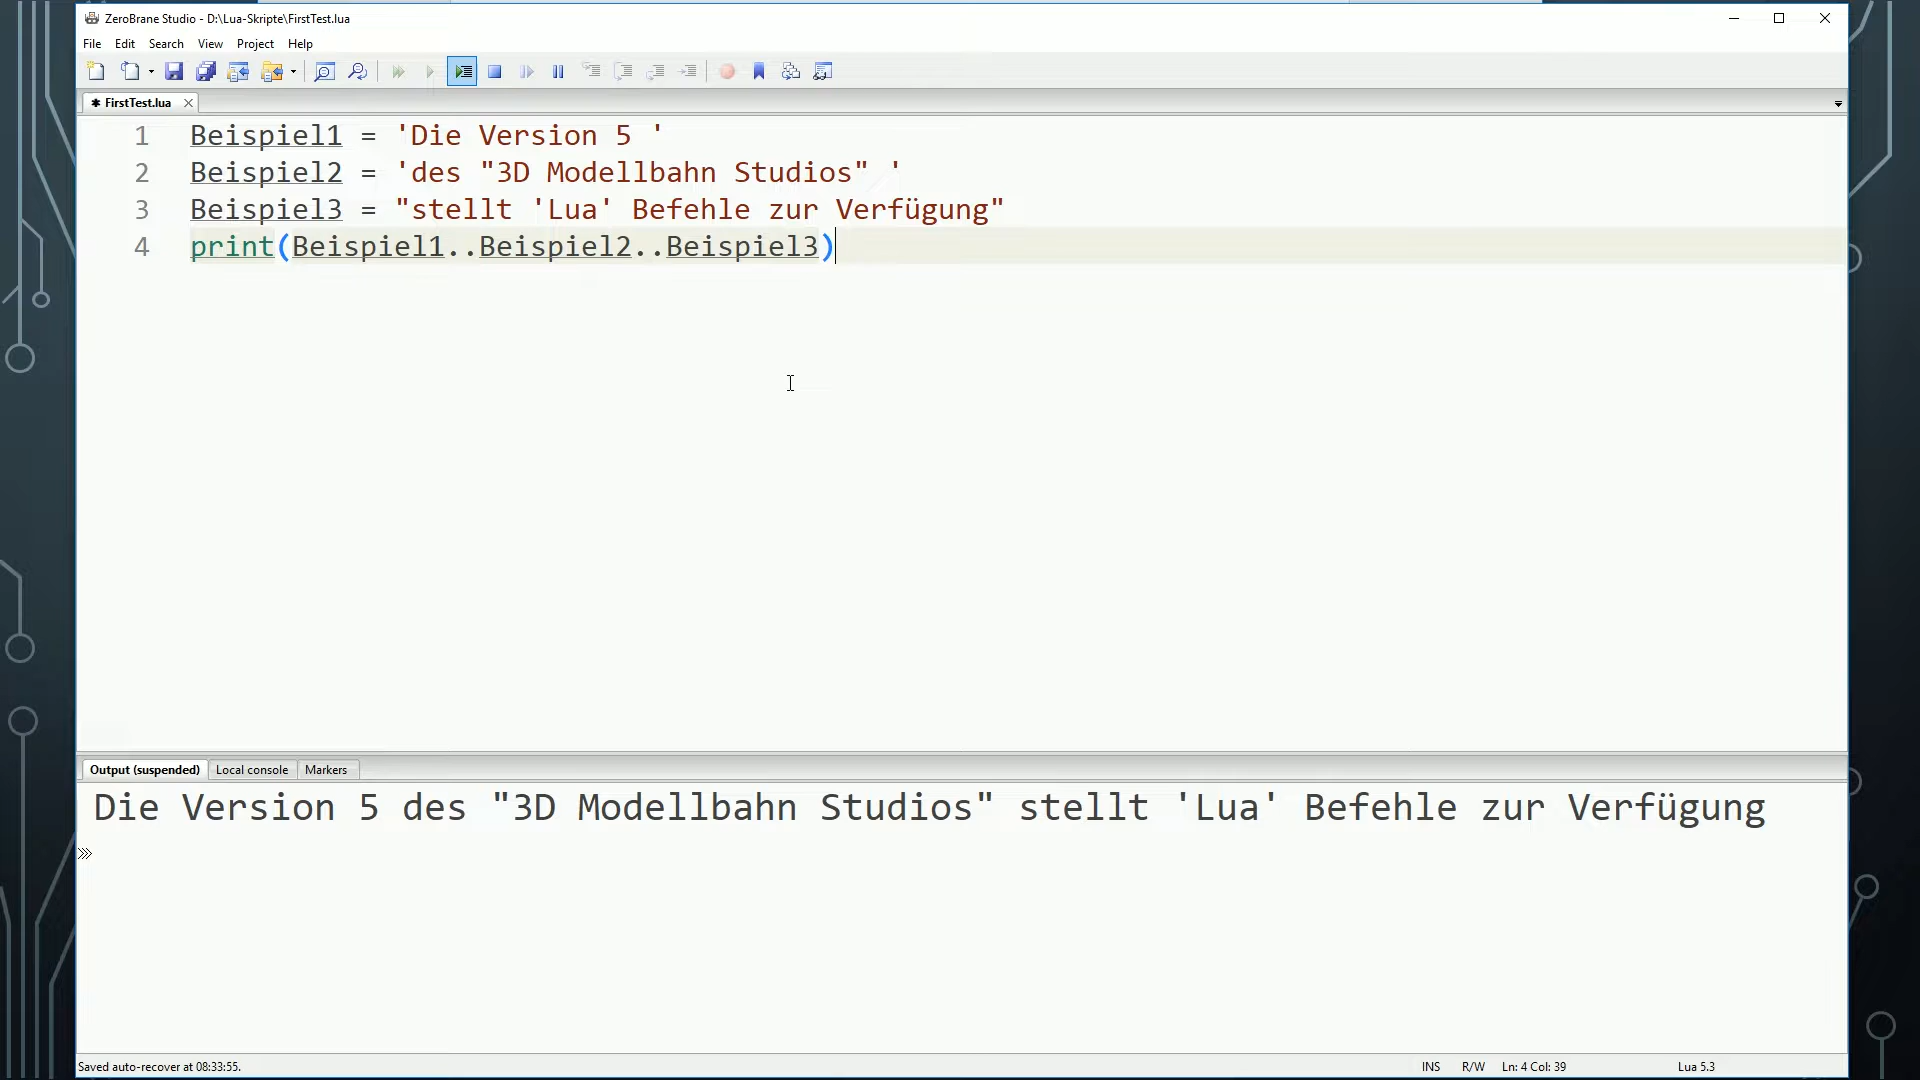 ZeroBrane Studio - D:\Lua-Skripte\FirstTest.lua
File Edit Search View Project Help
✱ FirstTest.lua
1 Beispiel1 = 'Die Version 5 '
2 Beispiel2 = 'des "3D Modellbahn Studios" '
3 Beispiel3 = "stellt 'Lua' Befehle zur Verfügung"
4 print(Beispiel1..Beispiel2..Beispiel3)
Output (suspended) Local console Markers
Die Version 5 des "3D Modellbahn Studios" stellt 'Lua' Befehle zur Verfügung
Saved auto-recover at 08:33:55. INS R/W Ln: 4 Col: 39 Lua 5.3